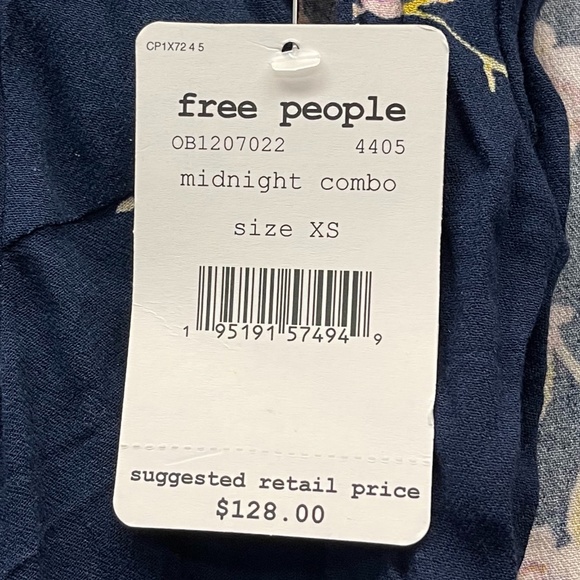 CP1X72 4 5
free people
OB1207022 4405
midnight combo
size XS
1 95191 57494 9
suggested retail price
$128.00